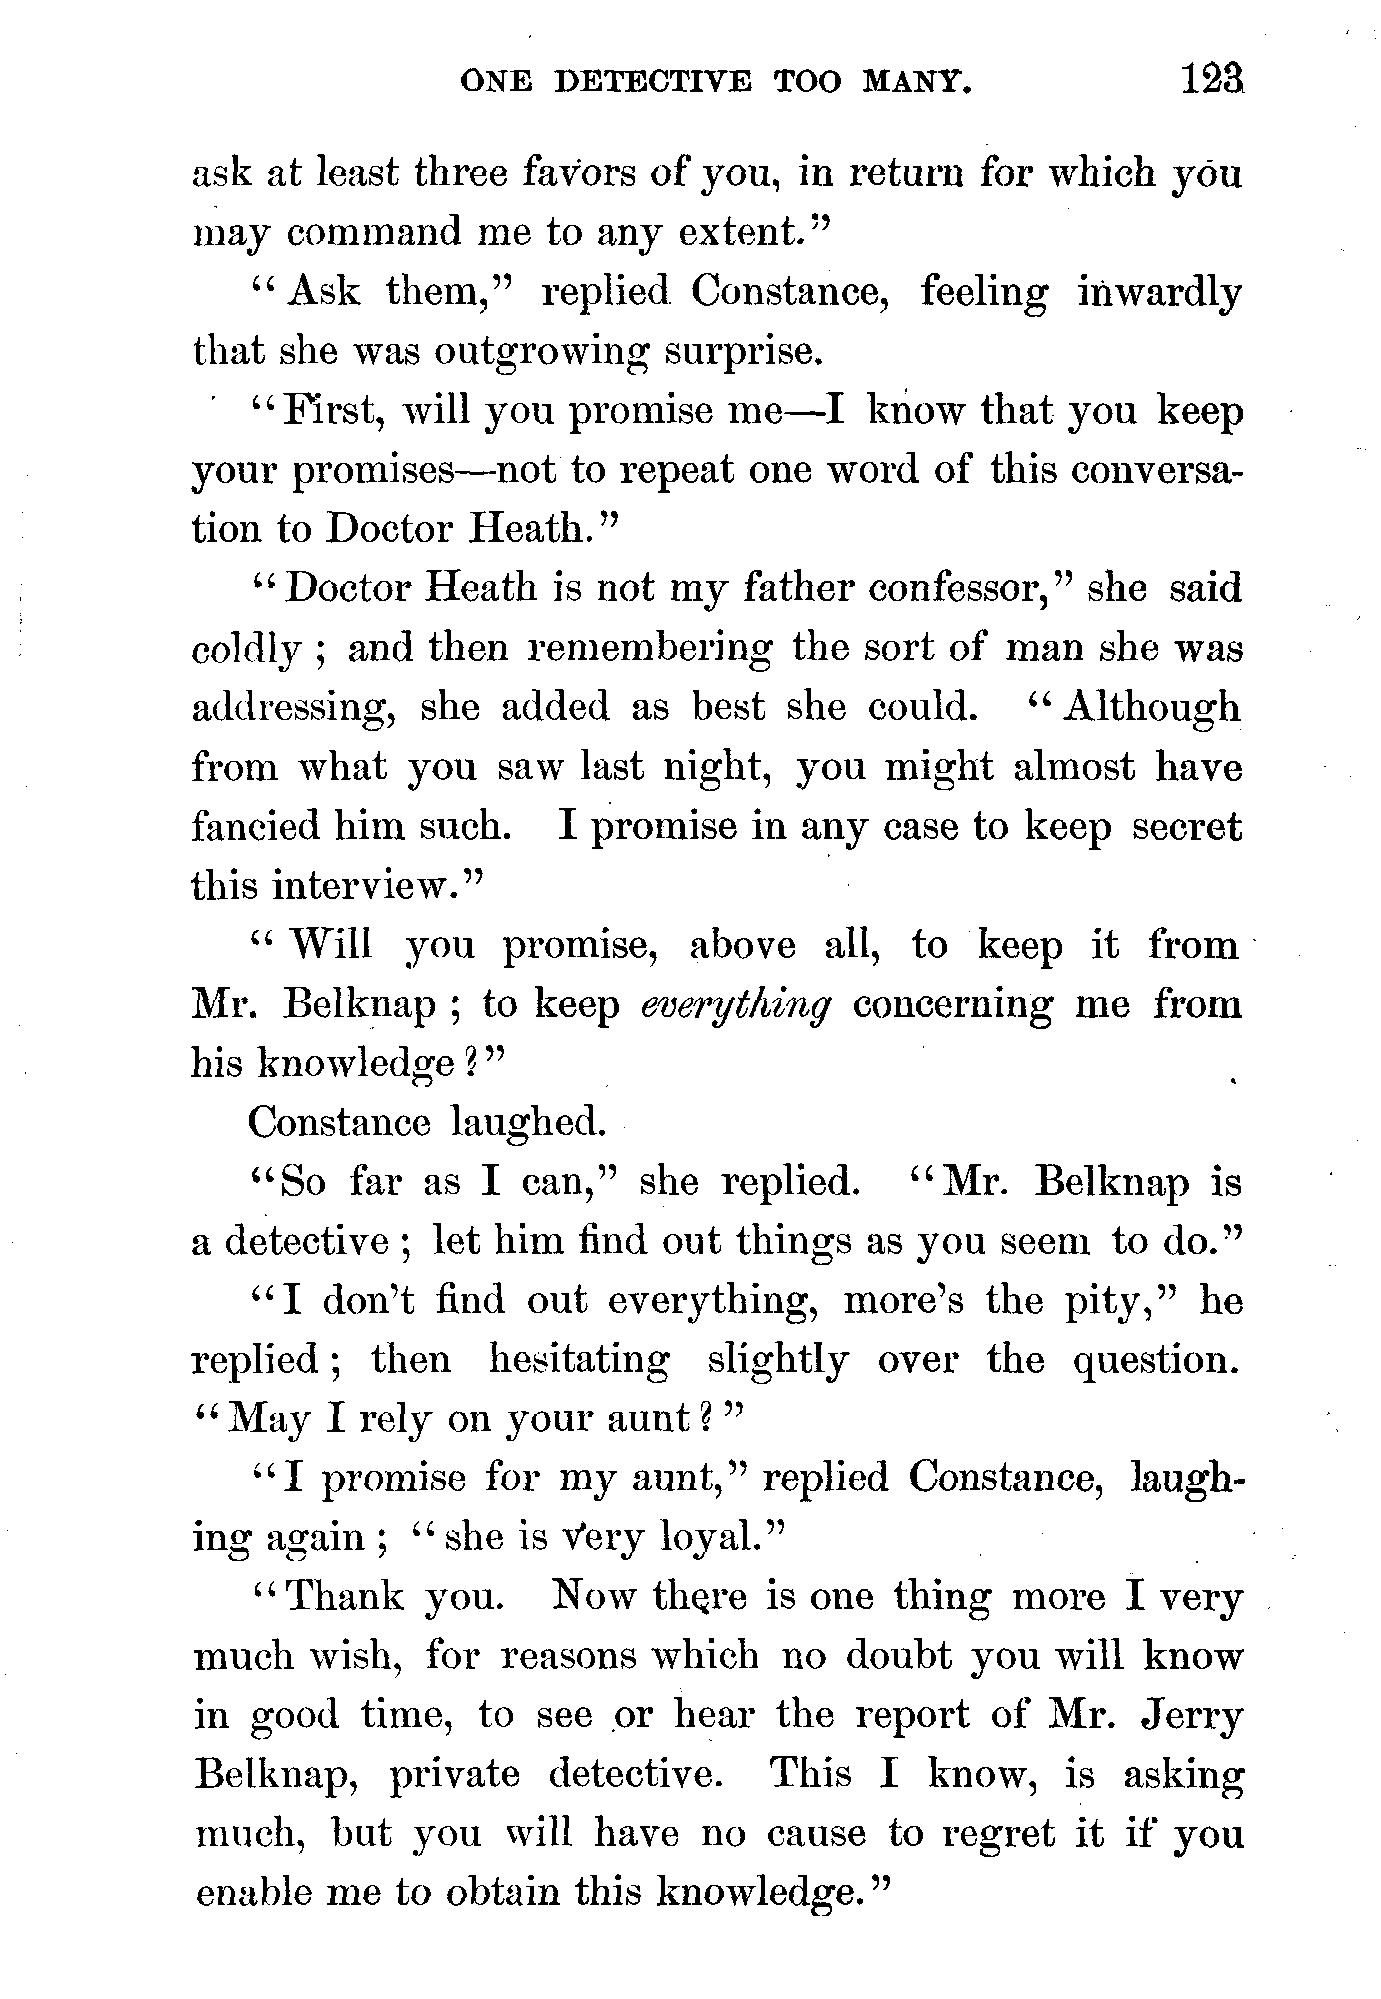 ONE DETECTIVE TOO MANY. 123
ask at least three favors of you, in return for which you
may command me to any extent."
"Ask them," replied Constance, feeling inwardly
that she was outgrowing surprise.
"First, will you promise me—I know that you keep
your promises—not to repeat one word of this conversa-
tion to Doctor Heath."
"Doctor Heath is not my father confessor," she said
coldly; and then remembering the sort of man she was
addressing, she added as best she could. "Although
from what you saw last night, you might almost have
fancied him such. I promise in any case to keep secret
this interview."
"Will you promise, above all, to keep it from
Mr. Belknap; to keep everything concerning me from
his knowledge?"
Constance laughed.
"So far as I can," she replied. "Mr. Belknap is
a detective; let him find out things as you seem to do."
"I don't find out everything, more's the pity," he
replied; then hesitating slightly over the question.
"May I rely on your aunt?"
"I promise for my aunt," replied Constance, laugh-
ing again; "she is very loyal."
"Thank you. Now there is one thing more I very
much wish, for reasons which no doubt you will know
in good time, to see or hear the report of Mr. Jerry
Belknap, private detective. This I know, is asking
much, but you will have no cause to regret it if you
enable me to obtain this knowledge."